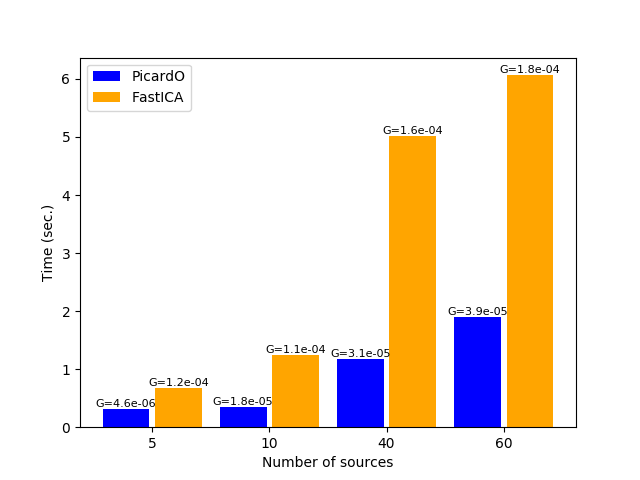 PicardO
FastICA
G=1.8e-04
G=1.6e-04
G=3.9e-05
G=3.1e-05
G=1.1e-04
G=1.8e-05
G=1.2e-04
G=4.6e-06
Time (sec.)
6
5
4
3
2
1
0
5 10 40 60
Number of sources